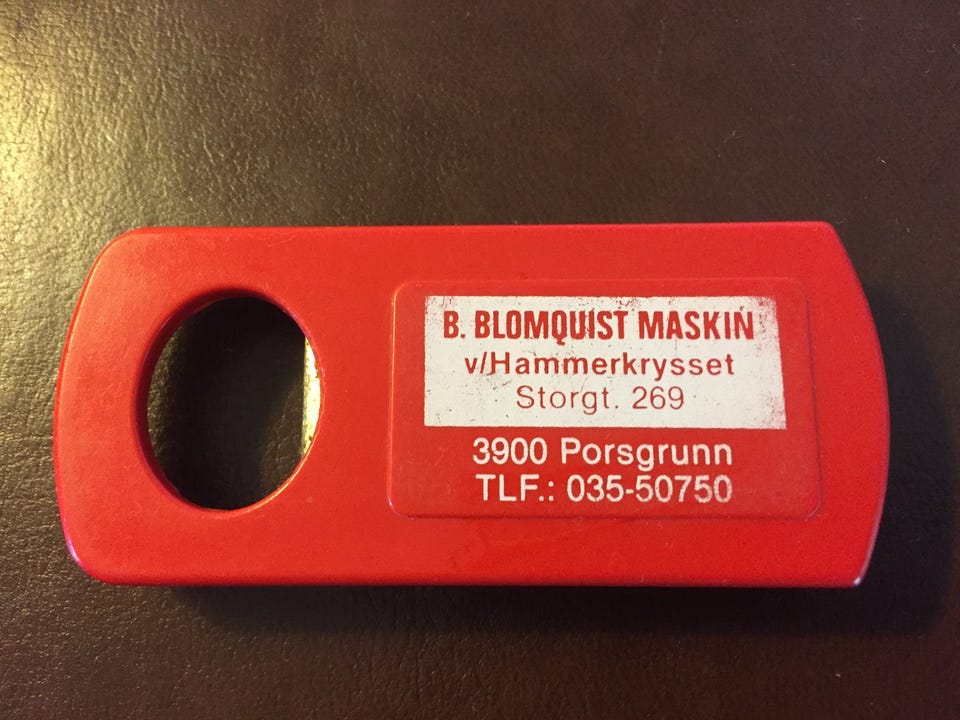 B. BLOMQUIST MASKIN
v/Hammerkrysset
Storgt. 269
3900 Porsgrunn
TLF.: 035-50750